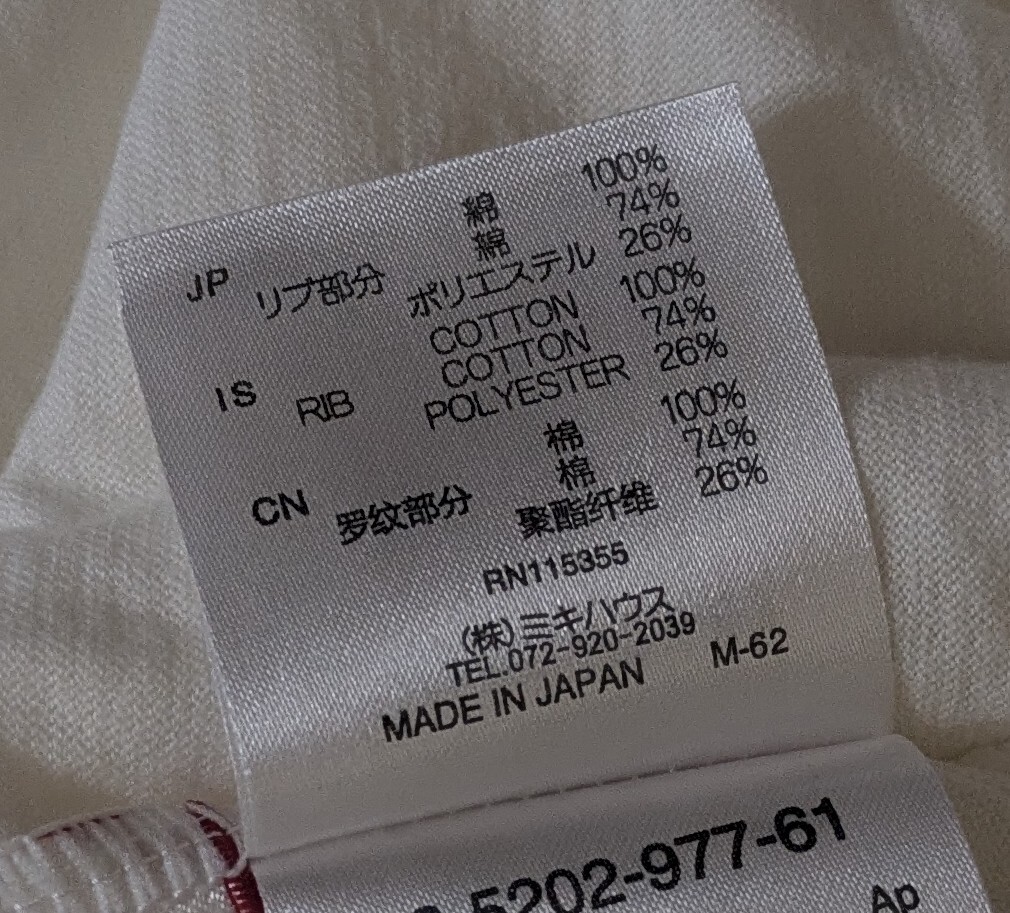 JP 綿 100%
リブ部分 綿 74%
ポリエステル 26%
IS COTTON 100%
RIB COTTON 74%
POLYESTER 26%
CN 棉 100%
罗纹部分 棉 74%
聚酯纤维 26%
RN115355
(株)ミキハウス
TEL.072-920-2039
MADE IN JAPAN M-62
5202-977-61
Ap